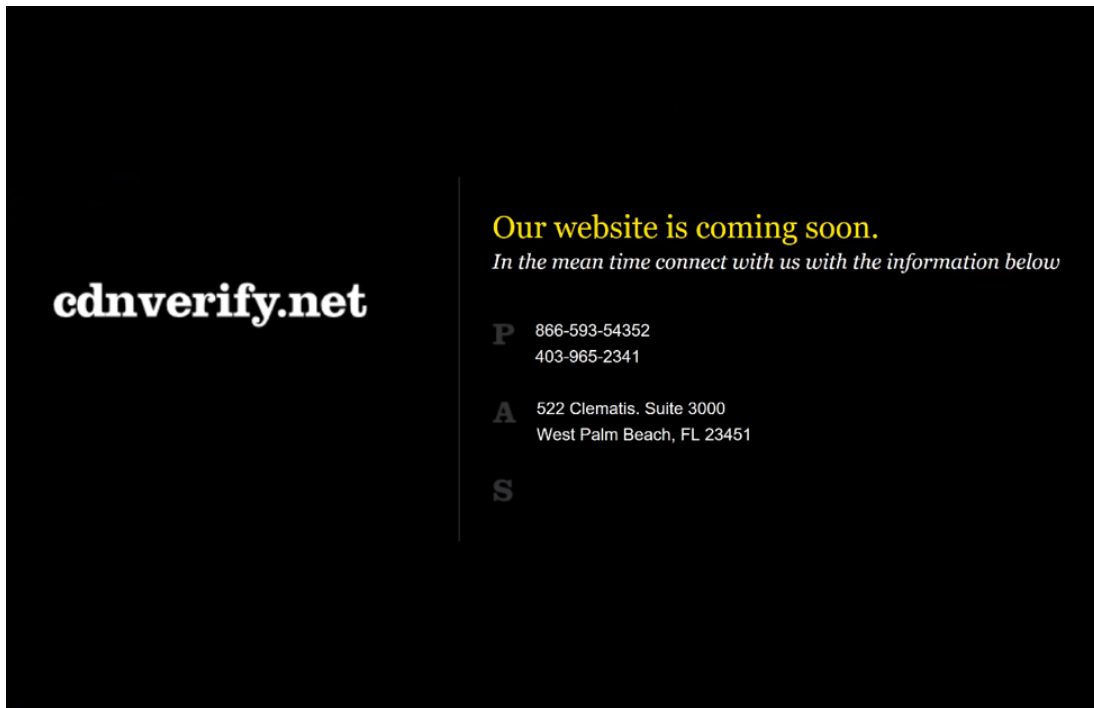 cdnverify.net
Our website is coming soon.
In the mean time connect with us with the information below
P
866-593-54352
403-965-2341
A
522 Clematis. Suite 3000
West Palm Beach, FL 23451
S